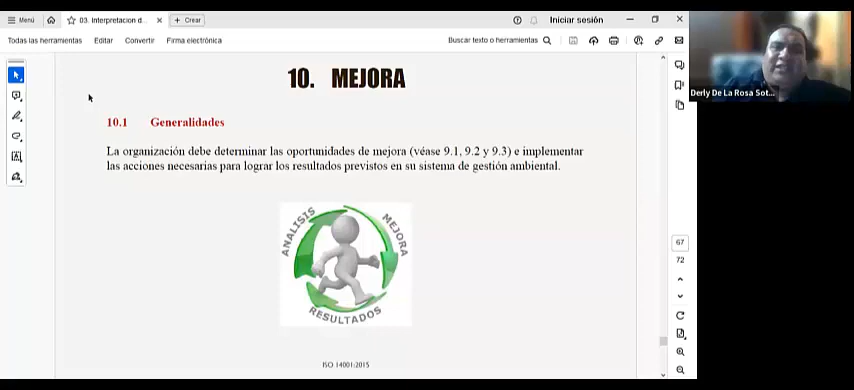 Menú
03. Interpretacion d...
+ Crear
Iniciar sesión
Todas las herramientas
Editar
Convertir
Firma electrónica
Buscar texto o herramientas
Derly De La Rosa Sot...
10. MEJORA
10.1 Generalidades
La organización debe determinar las oportunidades de mejora (véase 9.1, 9.2 y 9.3) e implementar
las acciones necesarias para lograr los resultados previstos en su sistema de gestión ambiental.
ANALISIS
MEJORA
RESULTADOS
67
72
ISO 14001:2015